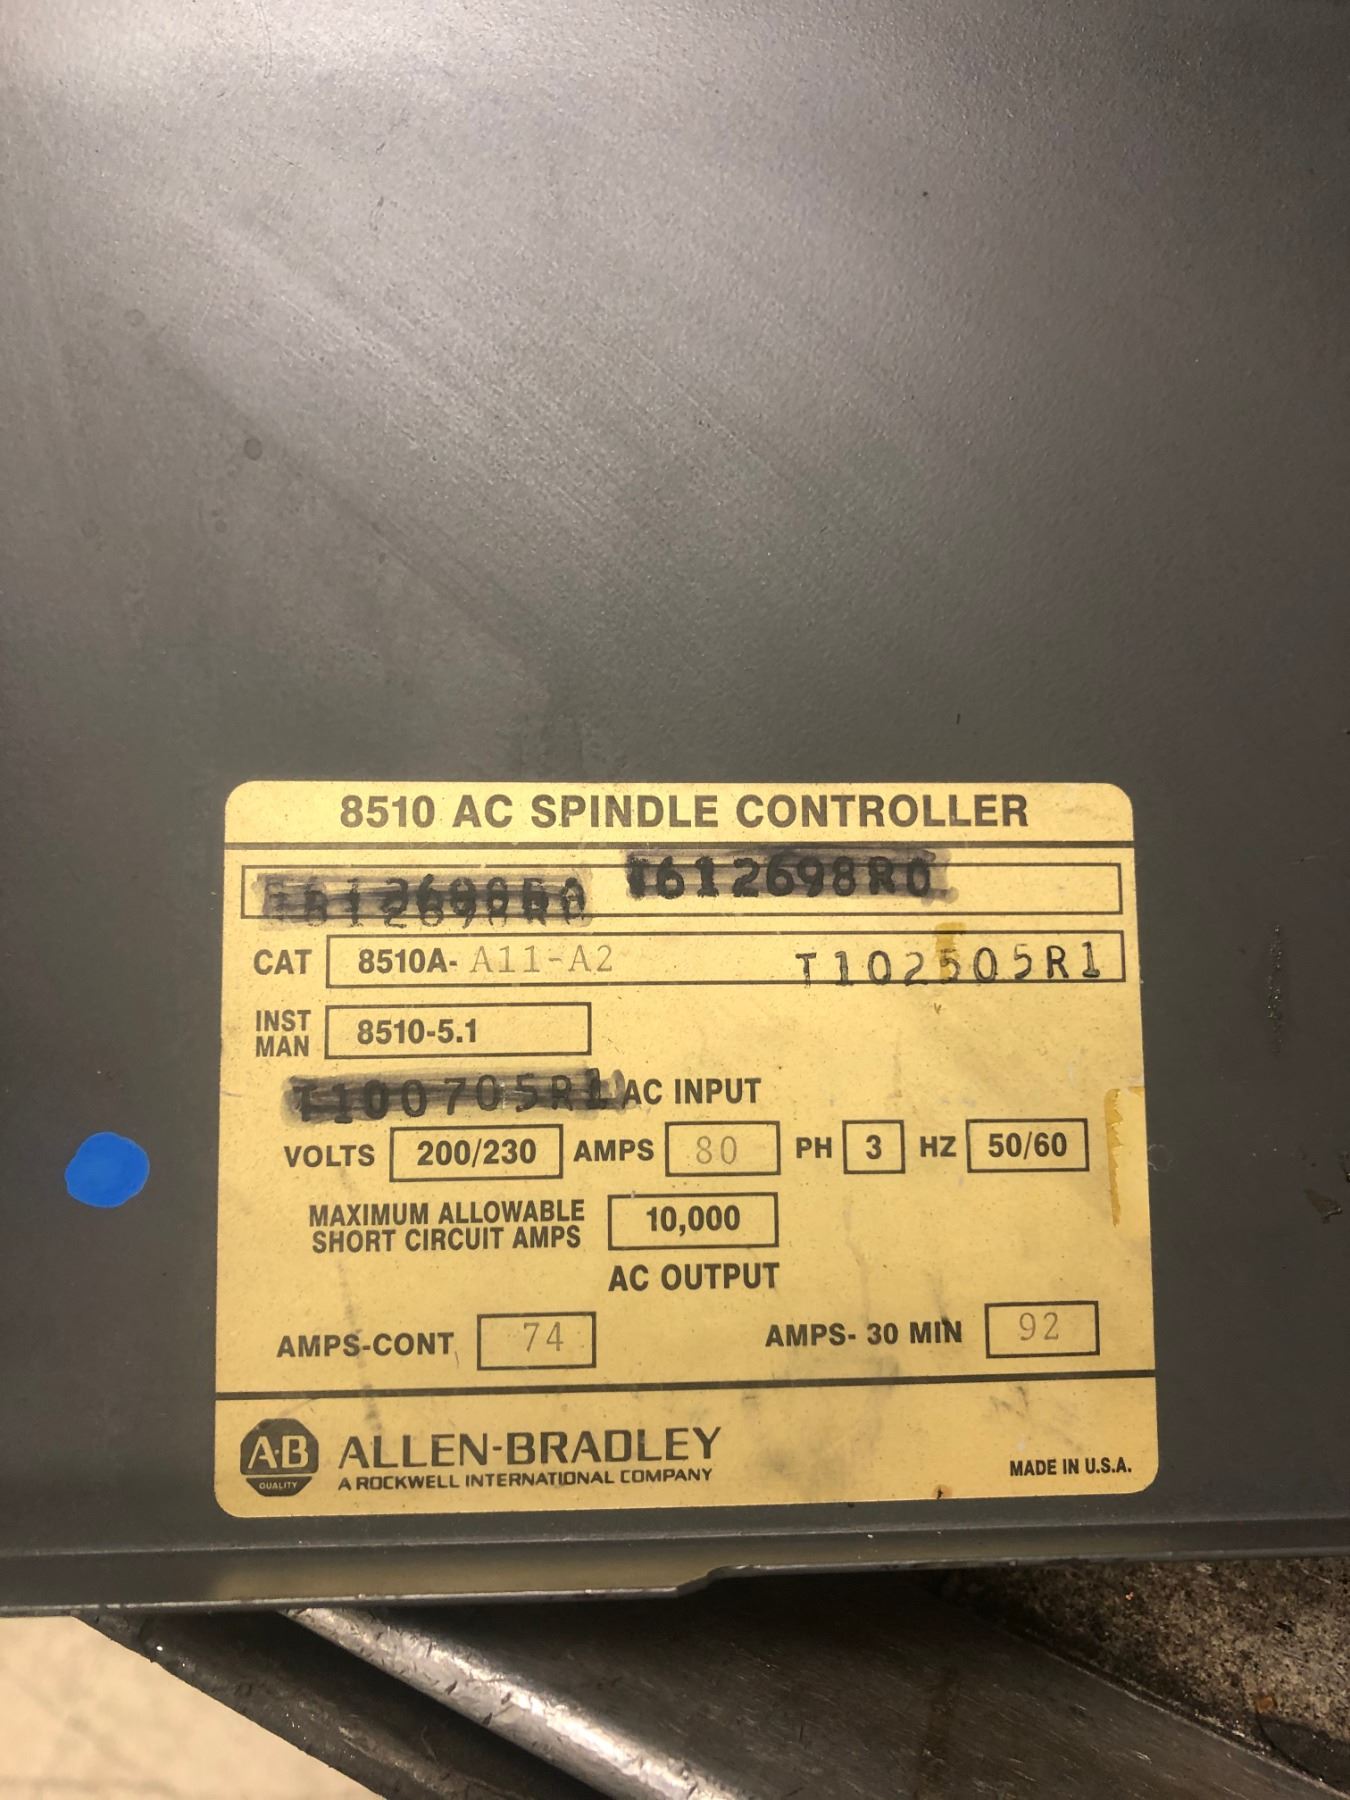 8510 AC SPINDLE CONTROLLER
T612698R0
CAT 8510A- A11-A2 T102505R1
INST MAN 8510-5.1
T100705R1 AC INPUT
VOLTS 200/230 AMPS 80 PH 3 HZ 50/60
MAXIMUM ALLOWABLE
SHORT CIRCUIT AMPS 10,000
AC OUTPUT
AMPS-CONT 74 AMPS- 30 MIN 92
A-B QUALITY
ALLEN-BRADLEY
A ROCKWELL INTERNATIONAL COMPANY
MADE IN U.S.A.